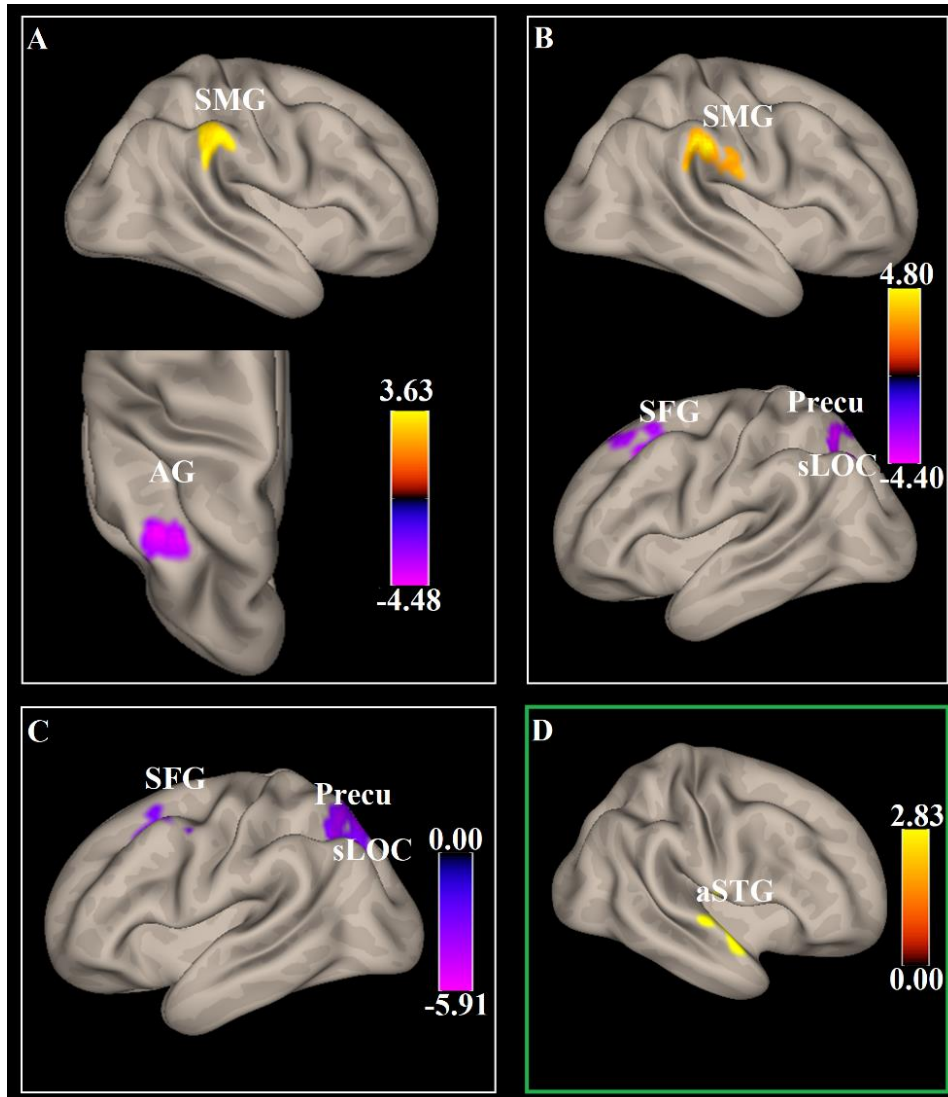 A
SMG
AG
3.63
-4.48
B
SMG
4.80
-4.40
SFG
Precu
sLOC
C
SFG
Precu
sLOC
0.00
-5.91
D
aSTG
2.83
0.00